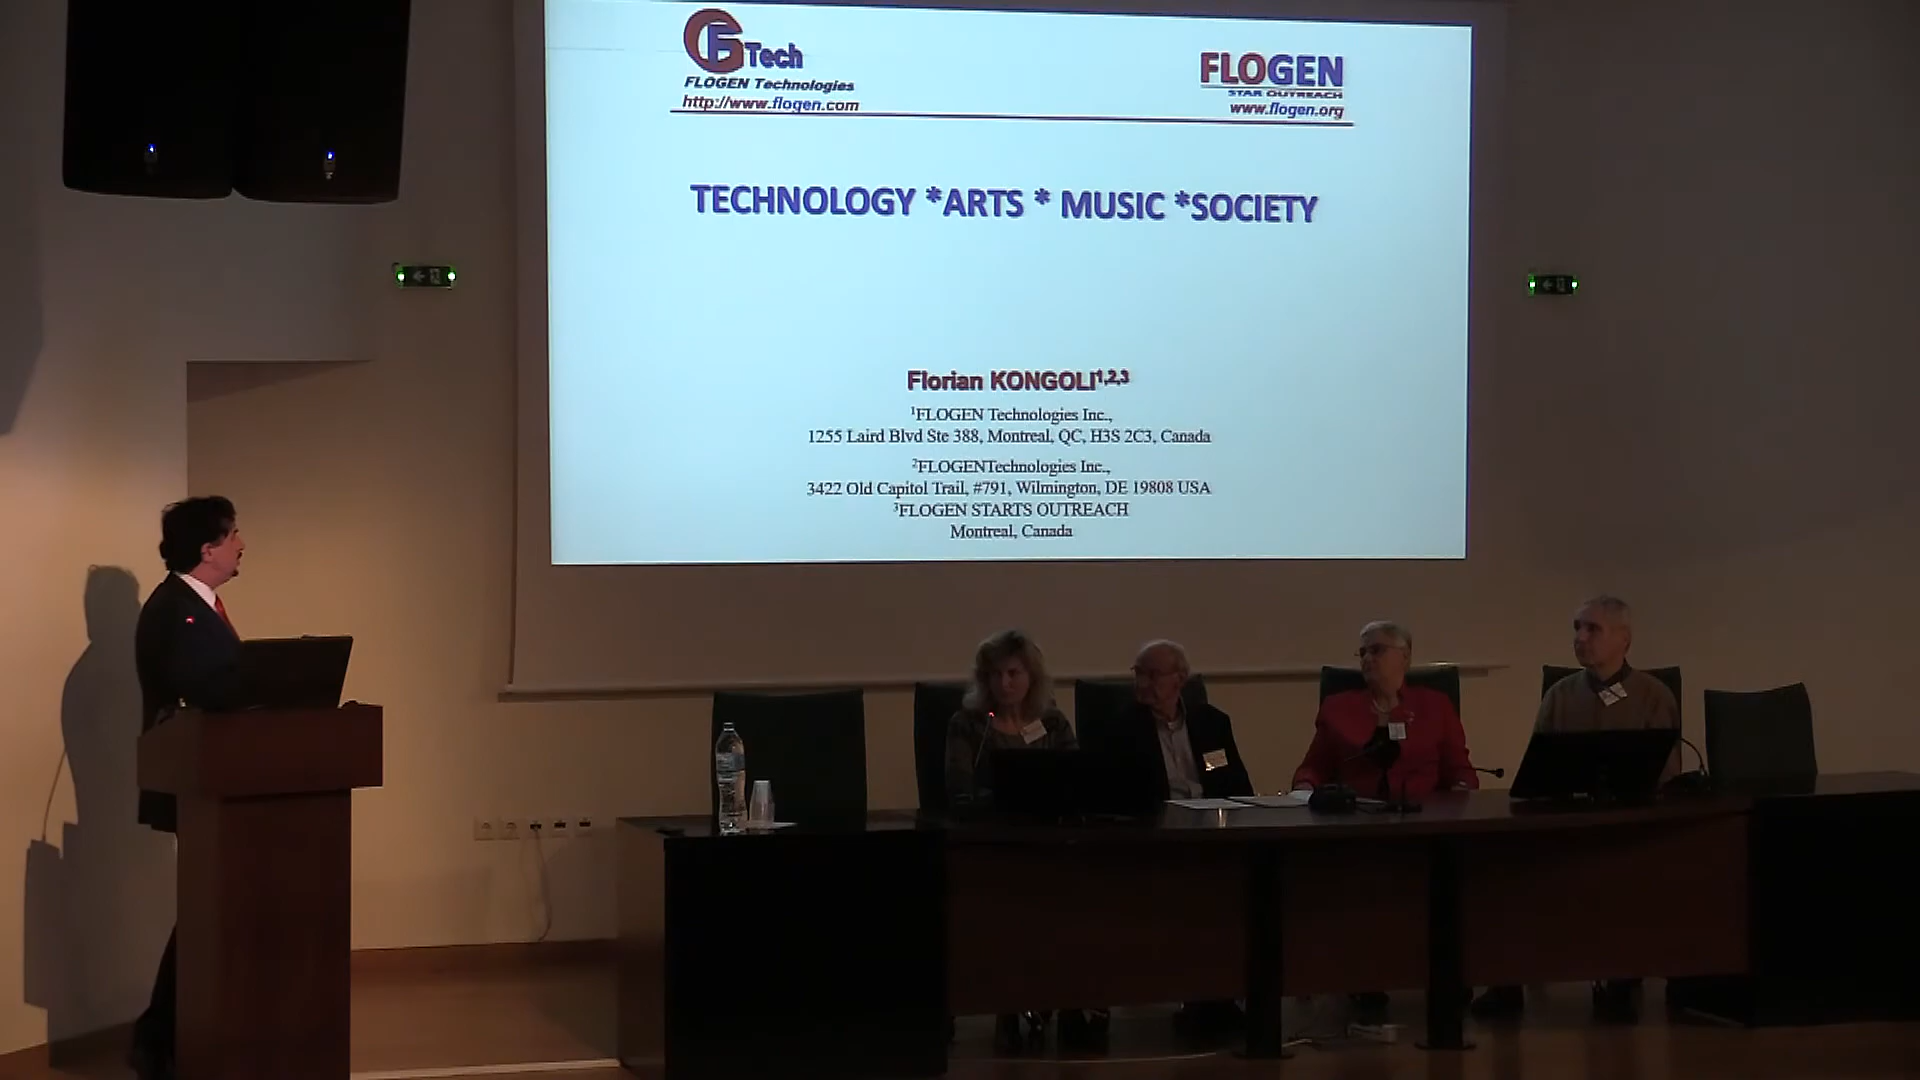 GF Tech
FLOGEN Technologies
http://www.flogen.com
FLOGEN
STAR OUTREACH
www.flogen.org
TECHNOLOGY *ARTS * MUSIC *SOCIETY
Florian KONGOLI1,2,3
1FLOGEN Technologies Inc.,
1255 Laird Blvd Ste 388, Montreal, QC, H3S 2C3, Canada
2FLOGENTechnologies Inc.,
3422 Old Capitol Trail, #791, Wilmington, DE 19808 USA
3FLOGEN STARTS OUTREACH
Montreal, Canada